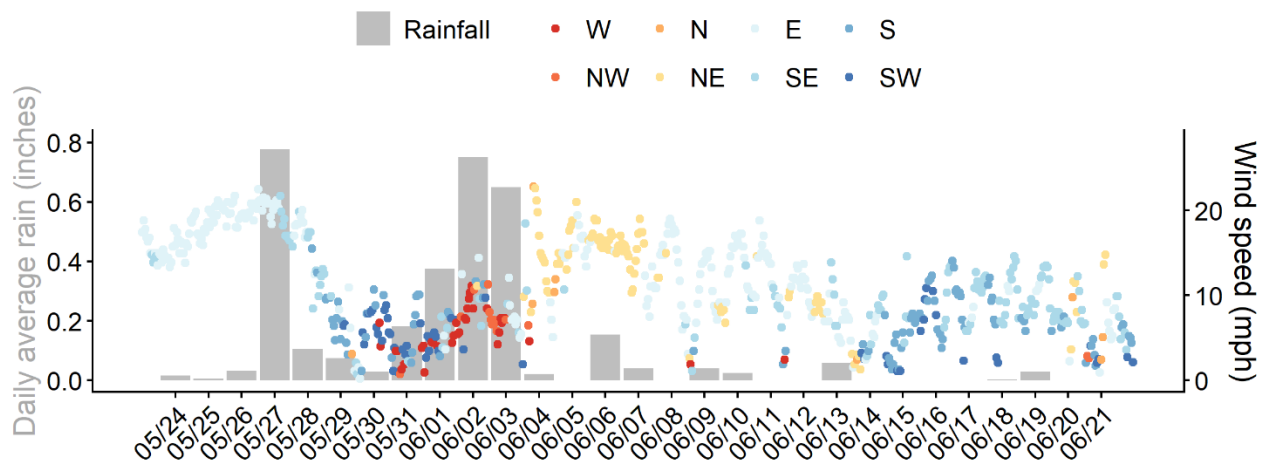 Rainfall W N E S
NW NE SE SW
Daily average rain (inches)
0.8
0.6
0.4
0.2
0.0
20
10
0
Wind speed (mph)
05/24 05/25 05/26 05/27 05/28 05/29 05/30 05/31 06/01 06/02 06/03 06/04 06/05 06/06 06/07 06/08 06/09 06/10 06/11 06/12 06/13 06/14 06/15 06/16 06/17 06/18 06/19 06/20 06/21